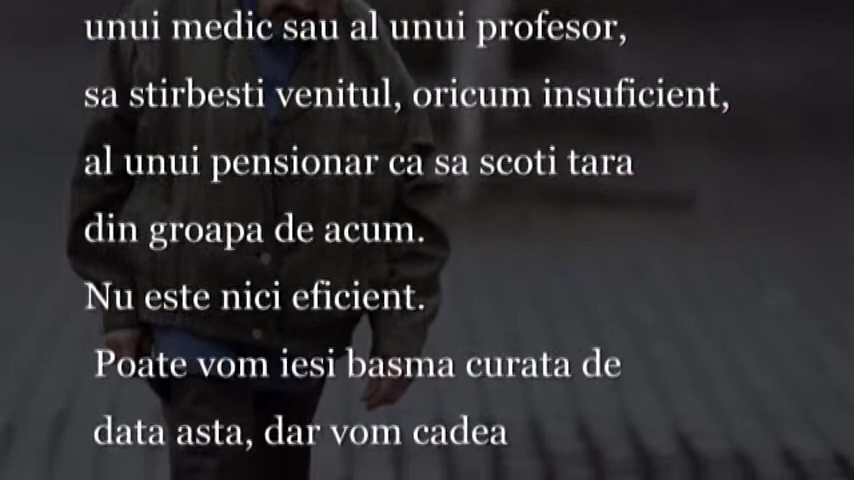 unui medic sau al unui profesor,
sa stirbesti venitul, oricum insuficient,
al unui pensionar ca sa scoti tara
din groapa de acum.
Nu este nici eficient.
Poate vom iesi basma curata de
data asta, dar vom cadea